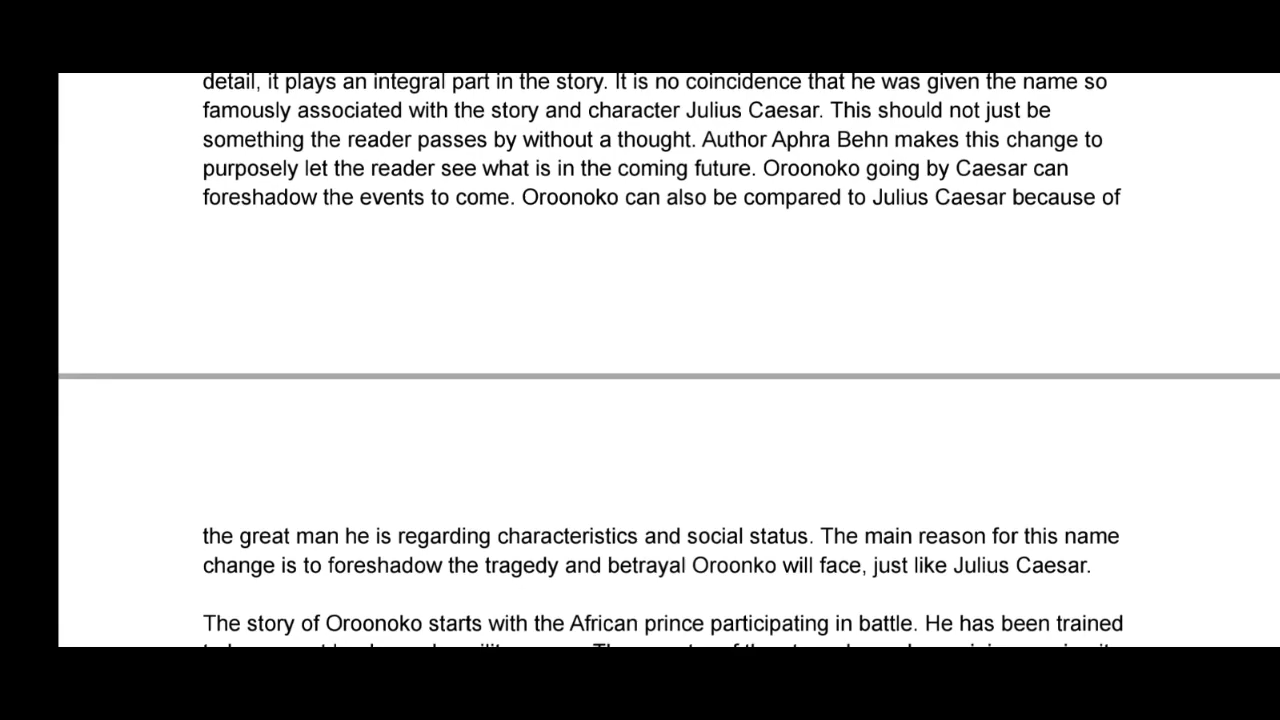 detail, it plays an integral part in the story. It is no coincidence that he was given the name so
famously associated with the story and character Julius Caesar. This should not just be
something the reader passes by without a thought. Author Aphra Behn makes this change to
purposely let the reader see what is in the coming future. Oroonoko going by Caesar can
foreshadow the events to come. Oroonoko can also be compared to Julius Caesar because of
the great man he is regarding characteristics and social status. The main reason for this name
change is to foreshadow the tragedy and betrayal Oroonko will face, just like Julius Caesar.
The story of Oroonoko starts with the African prince participating in battle. He has been trained